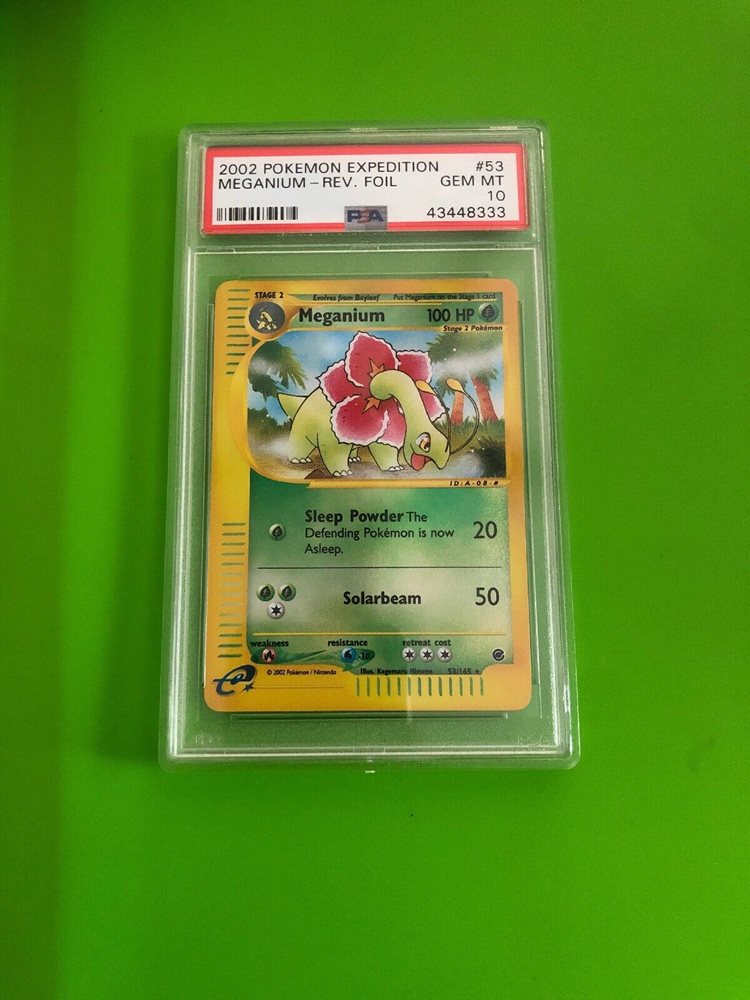 2002 POKEMON EXPEDITION #53
MEGANIUM - REV. FOIL GEM MT
10
PSA 43448333
STAGE 2 Evolves from Bayleef Put Meganium on the Stage 1 card
Meganium 100 HP
Stage 2 Pokémon
ID:A-08-#
Sleep Powder The
Defending Pokémon is now 20
Asleep.
Solarbeam 50
weakness resistance retreat cost
-30
© 2002 Pokémon / Nintendo Illus. Kagemaru Himeno 53/165 ★
e